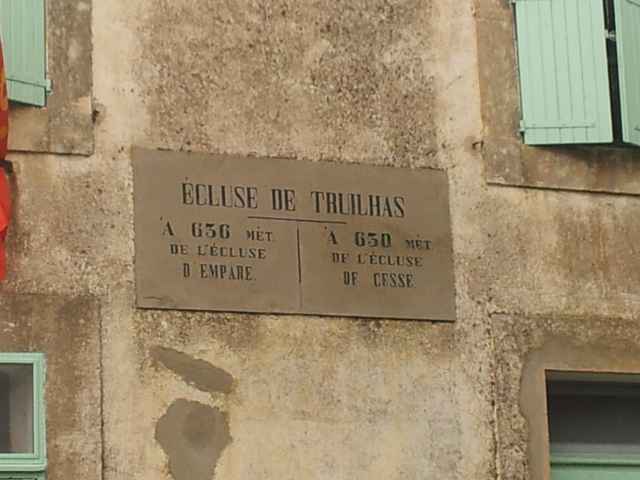 ÉCLUSE DE TRUILHAS
À 636 MÈT.
DE L'ÉCLUSE
D'EMPARE.
À 630 MÈT
DE L'ÉCLUSE
DE CESSE